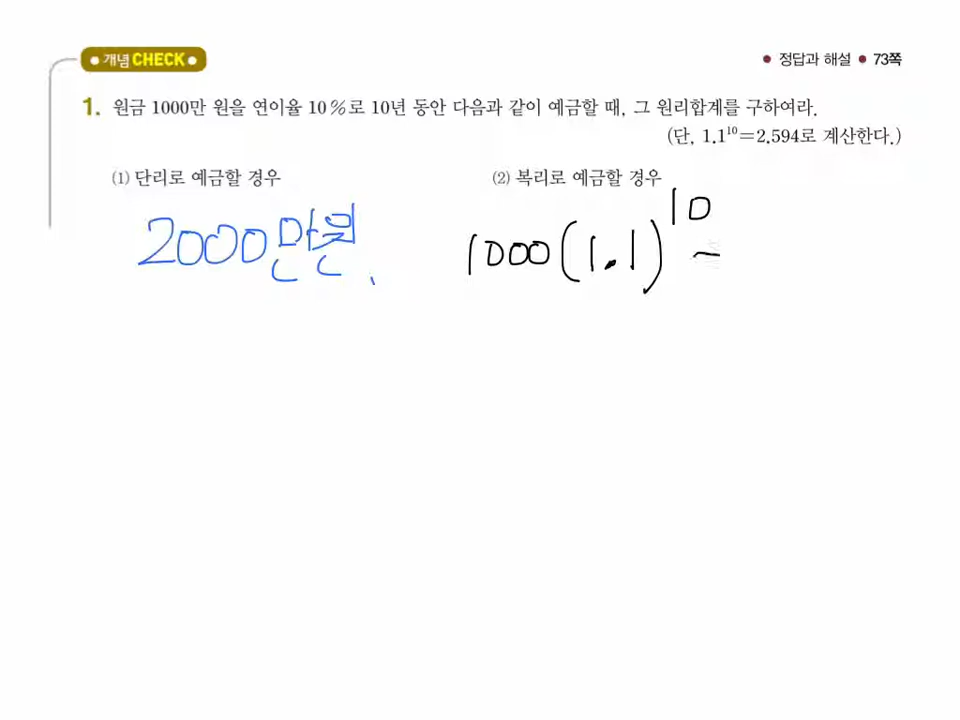 개념 CHECK
정답과 해설 ● 73쪽
1. 원금 1000만 원을 연이율 10%로 10년 동안 다음과 같이 예금할 때, 그 원리합계를 구하여라.
(단, 1.1¹⁰=2.594로 계산한다.)
(1) 단리로 예금할 경우
(2) 복리로 예금할 경우
2000만원
1000(1.1)¹⁰